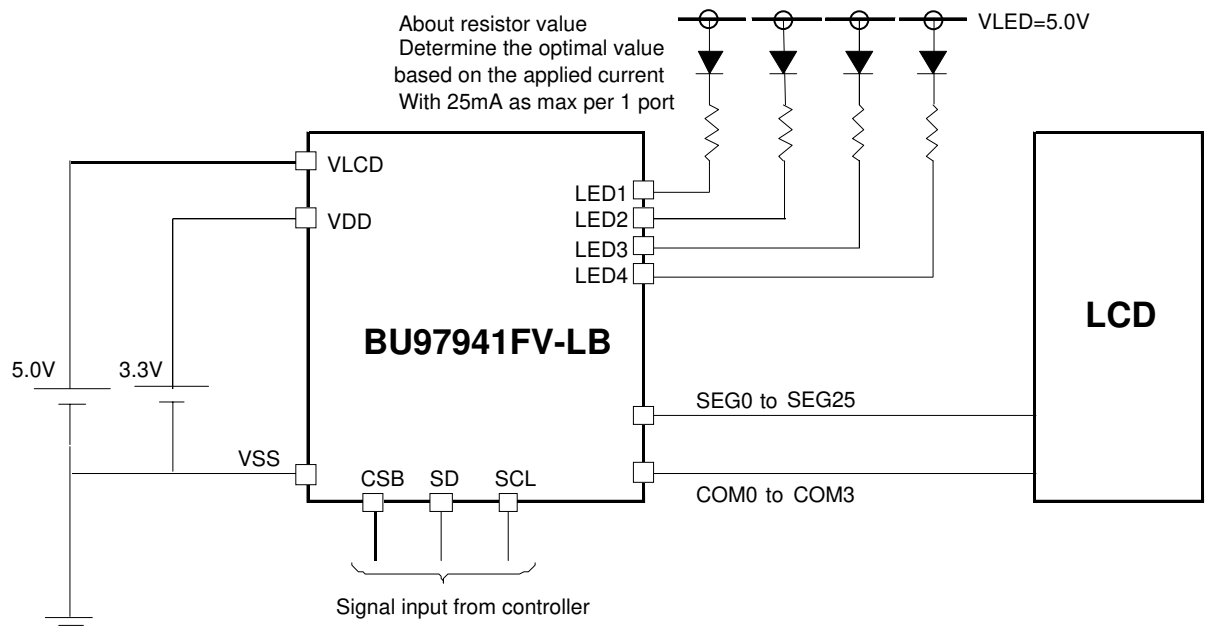 About resistor value
Determine the optimal value
based on the applied current
With 25mA as max per 1 port
VLED=5.0V
VLCD
VDD
LED1
LED2
LED3
LED4
BU97941FV-LB
LCD
5.0V
3.3V
SEG0 to SEG25
VSS
CSB SD SCL
COM0 to COM3
Signal input from controller